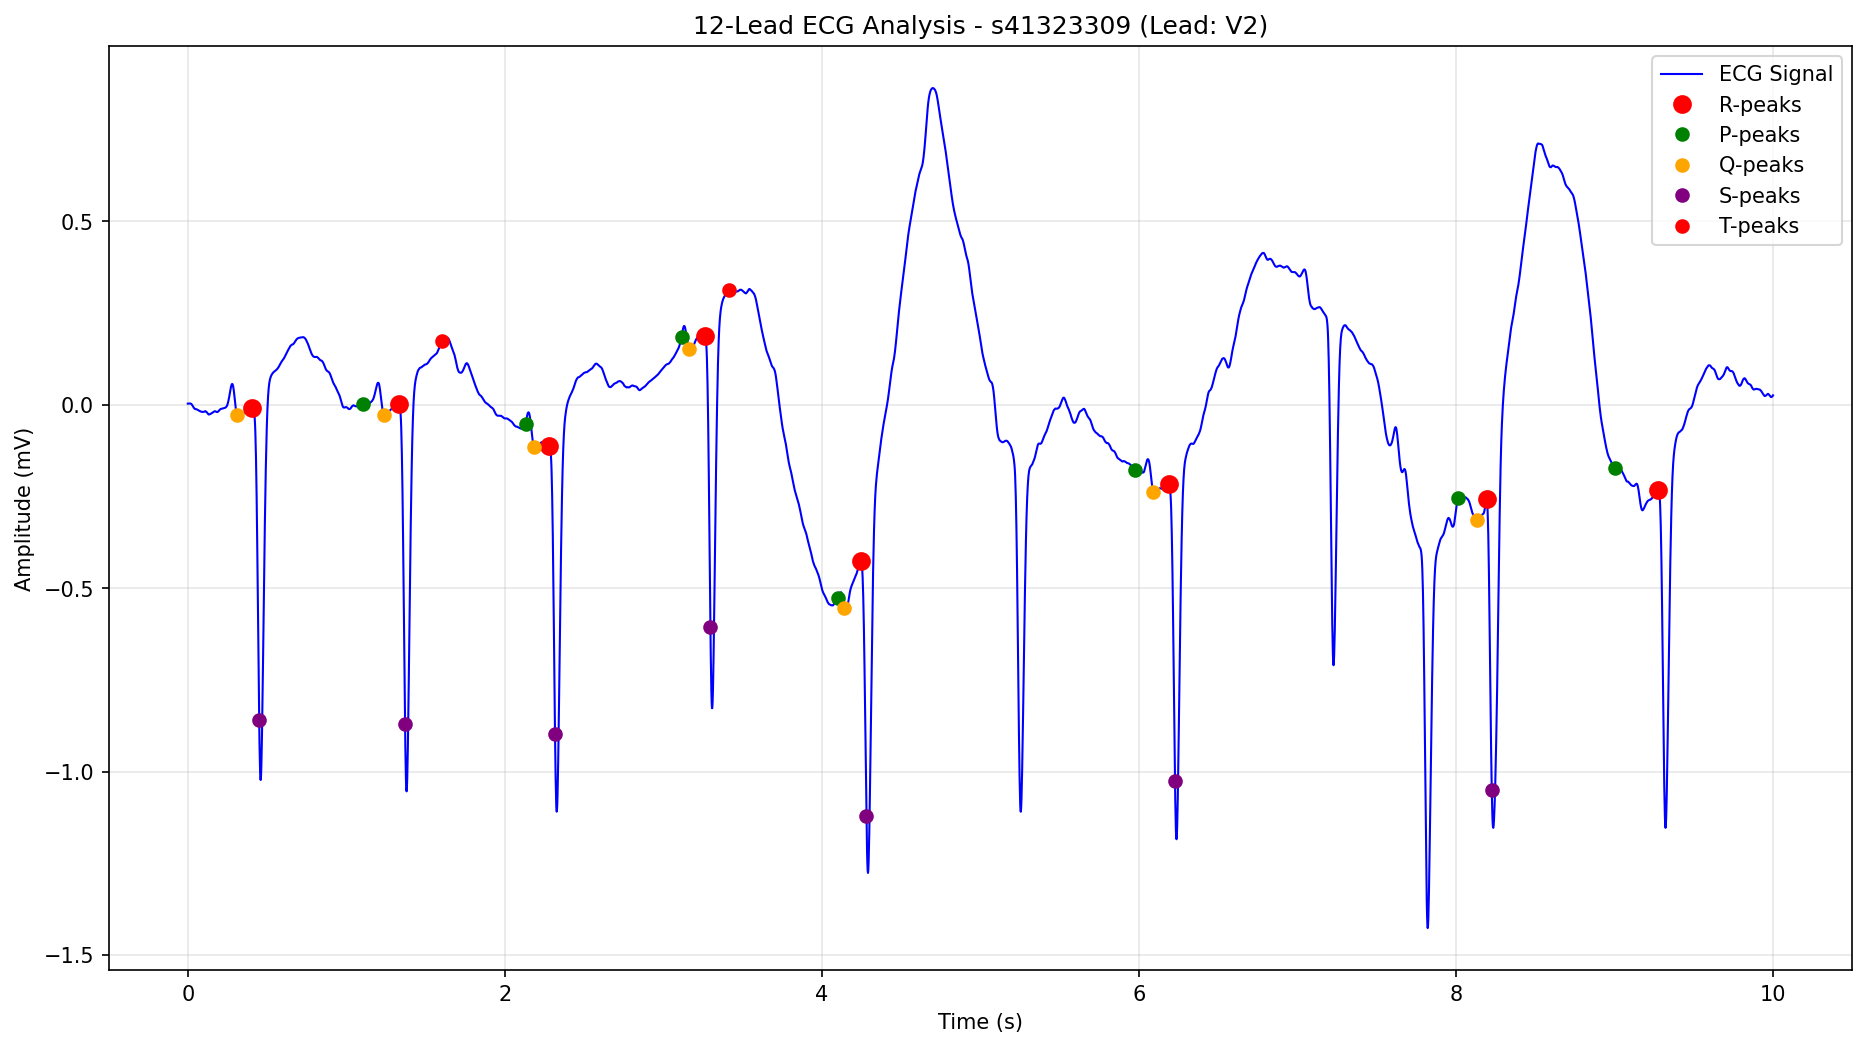 12-Lead ECG Analysis - s41323309 (Lead: V2)
ECG Signal
R-peaks
P-peaks
Q-peaks
S-peaks
T-peaks
Amplitude (mV)
0.5
0.0
−0.5
−1.0
−1.5
0 2 4 6 8 10
Time (s)